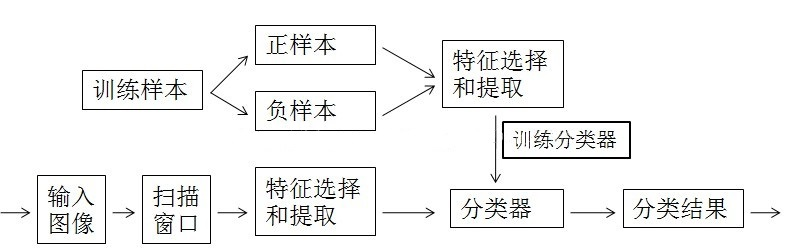 正样本
训练样本
负样本
特征选择
和提取
训练分类器
输入
图像
扫描
窗口
特征选择
和提取
分类器
分类结果